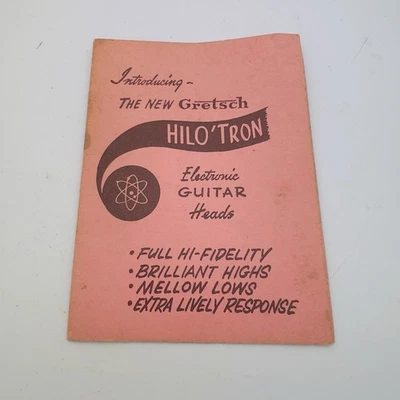 Introducing-
THE NEW Gretsch
HILO'TRON
Electronic
GUITAR
Heads
• FULL HI-FIDELITY
• BRILLIANT HIGHS
• MELLOW LOWS
• EXTRA LIVELY RESPONSE